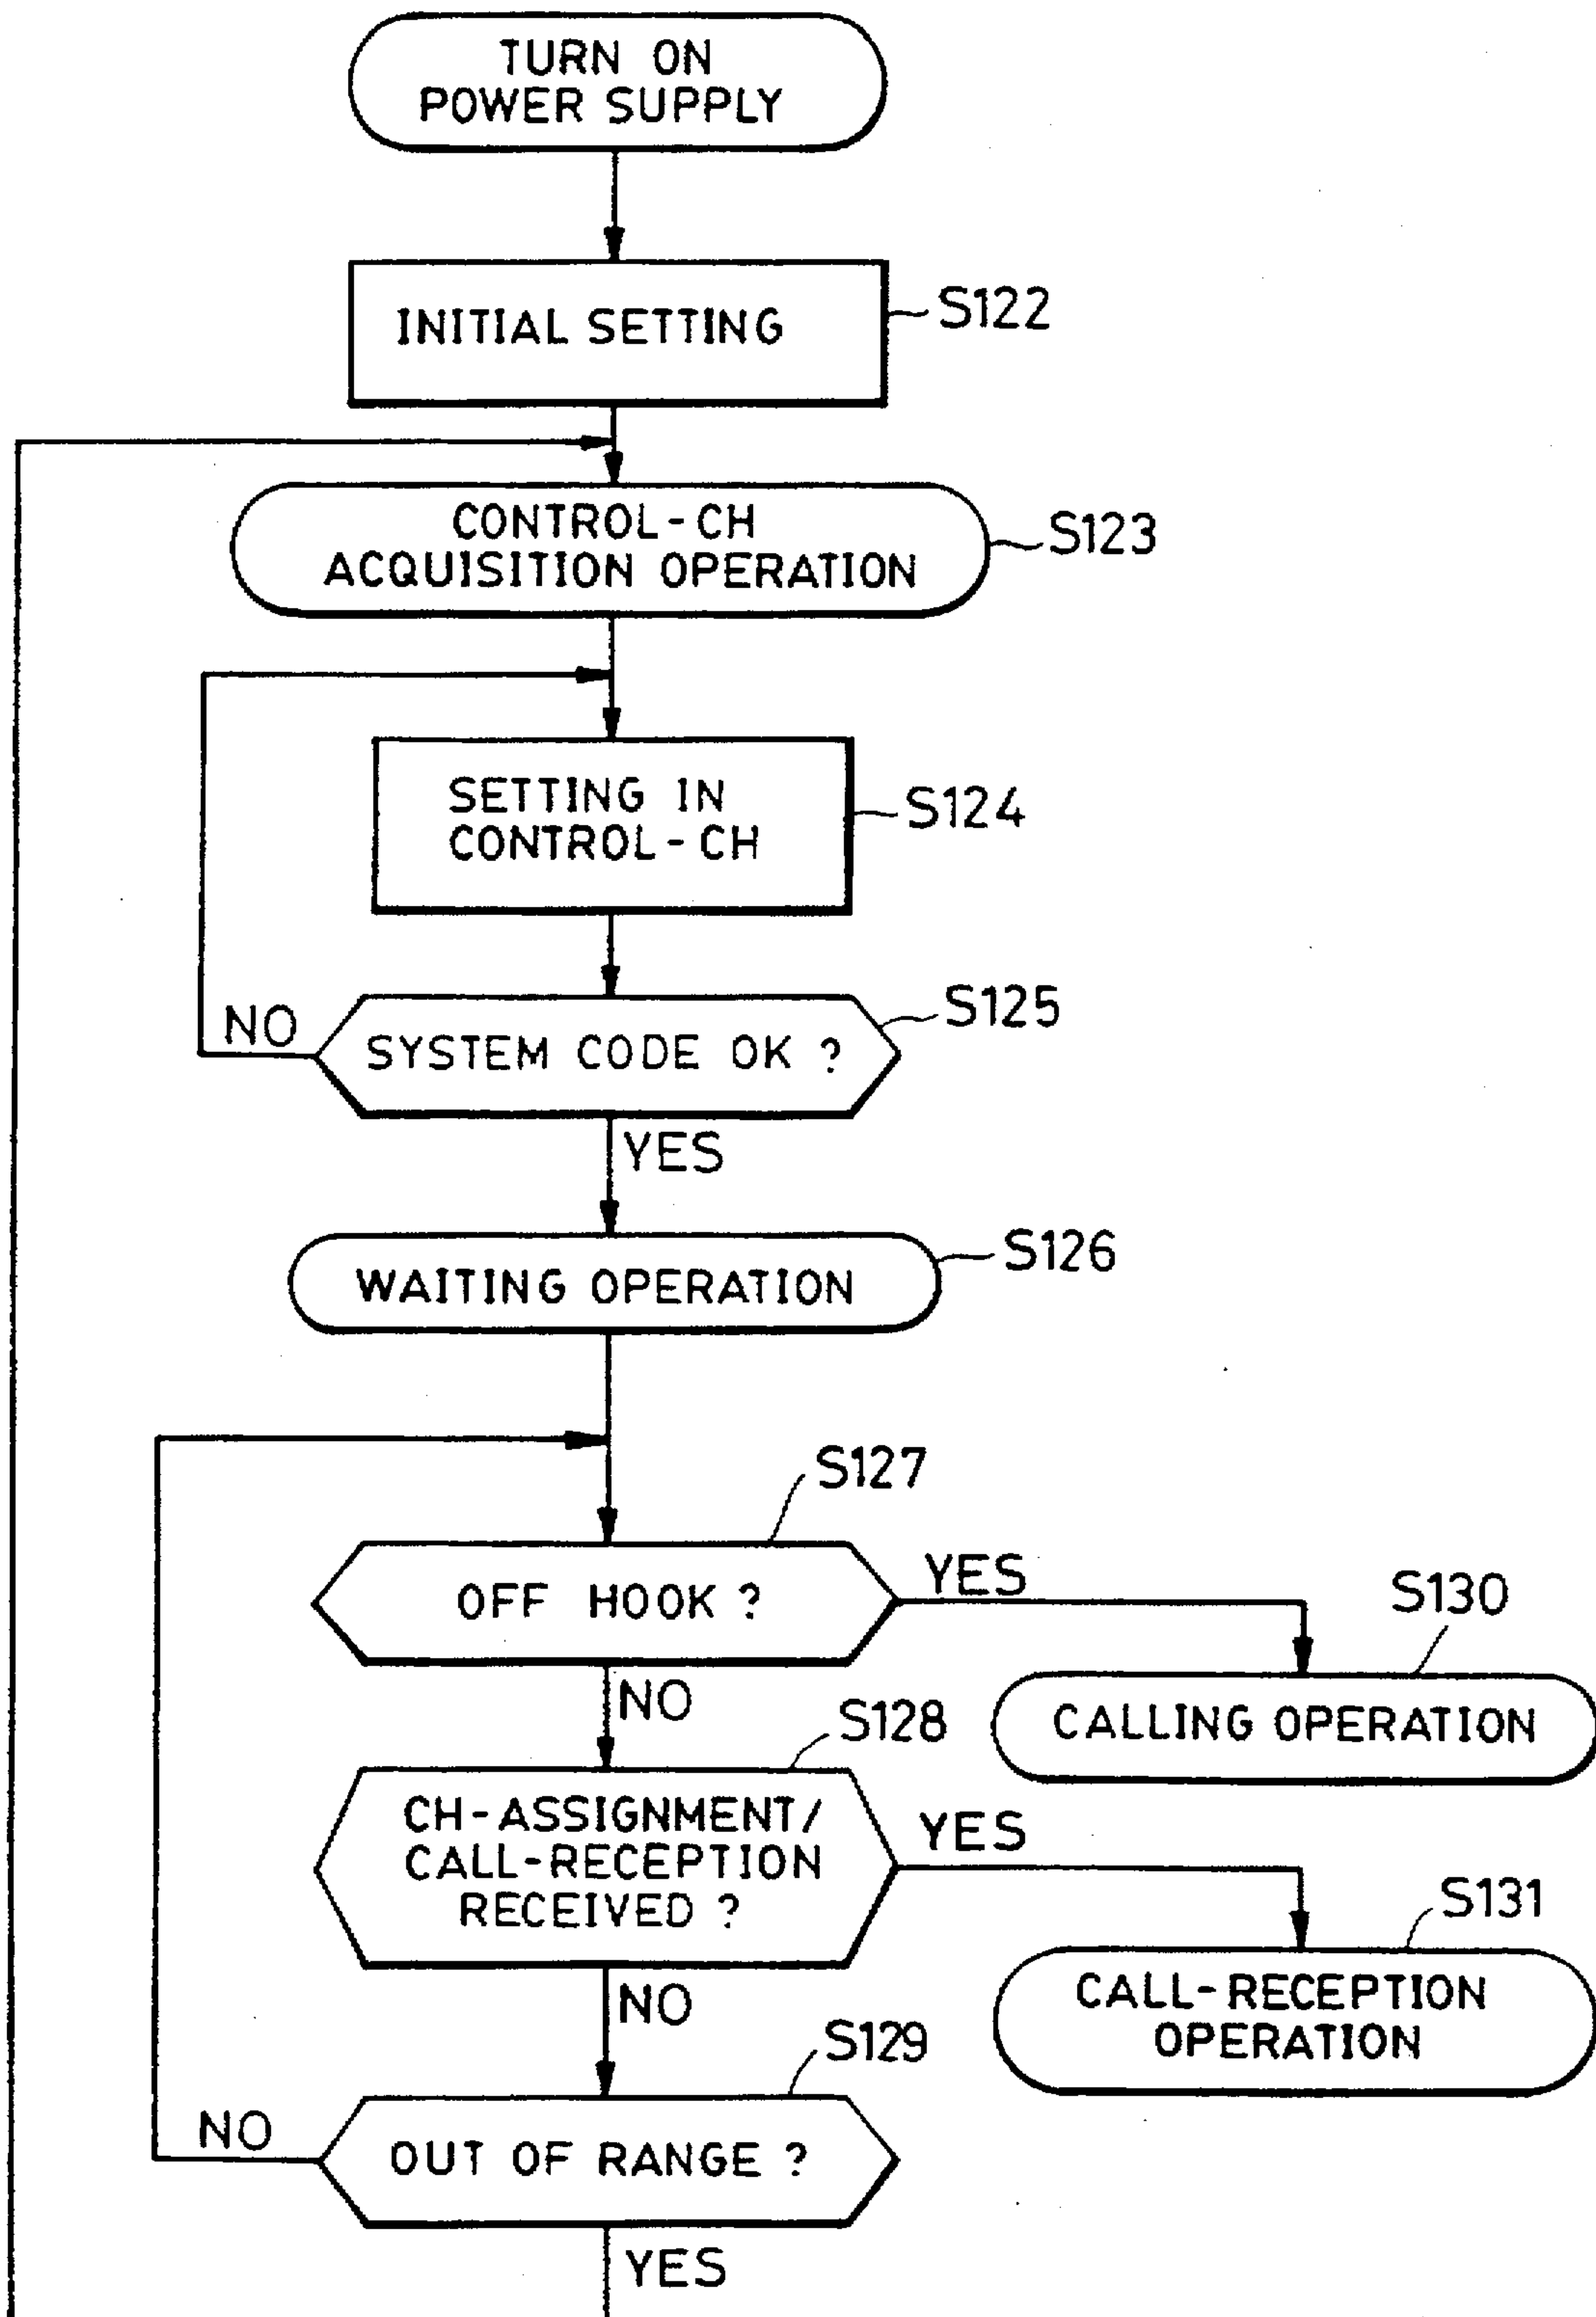 TURN ON
POWER SUPPLY
INITIAL SETTING
S122
CONTROL-CH
ACQUISITION OPERATION
S123
SETTING IN
CONTROL-CH
S124
NO
SYSTEM CODE OK ?
S125
YES
WAITING OPERATION
S126
S127
OFF HOOK ?
YES
S130
CALLING OPERATION
NO
S128
CH-ASSIGNMENT/
CALL-RECEPTION
RECEIVED ?
YES
S131
CALL-RECEPTION
OPERATION
NO
S129
NO
OUT OF RANGE ?
YES